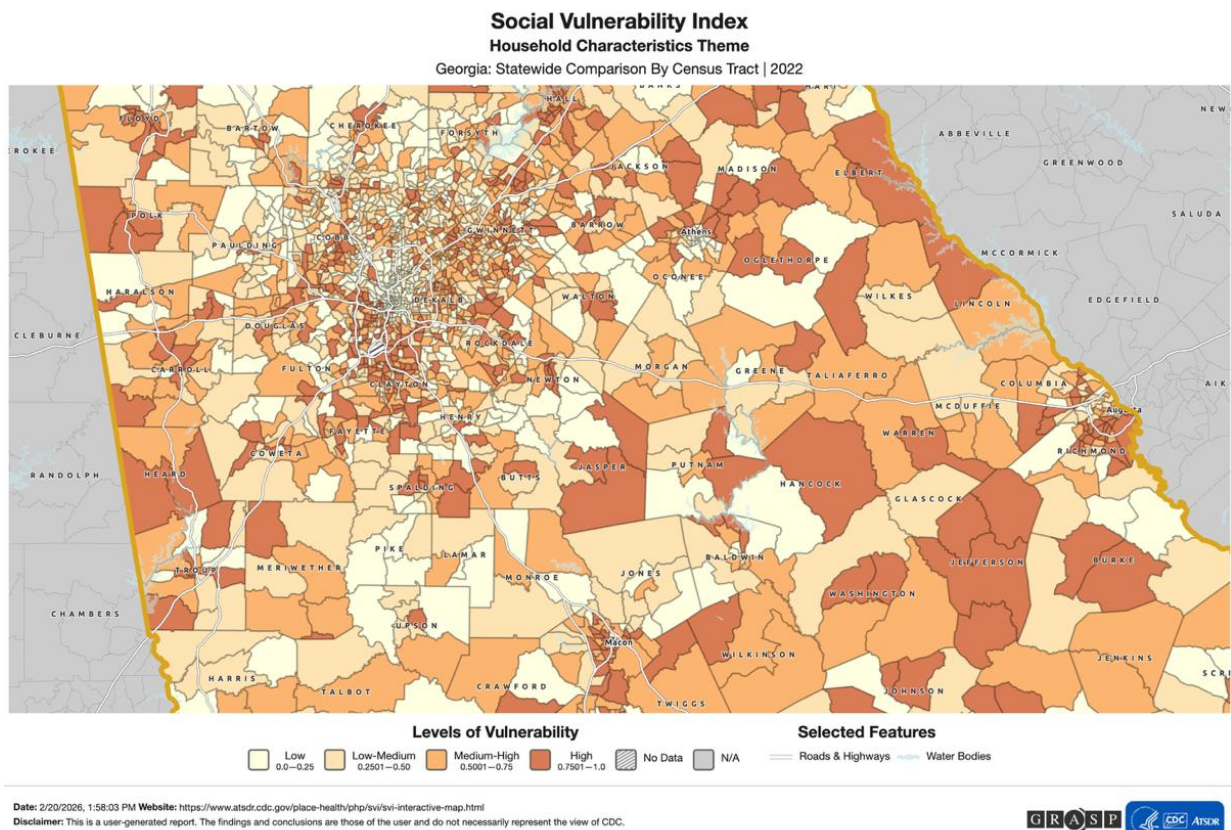 Social Vulnerability Index
Household Characteristics Theme
Georgia: Statewide Comparison By Census Tract | 2022
BANKS
HART
HALL
NEW
FLOYD
BARTOW
CHEROKEE
FORSYTH
ABBEVILLE
EROKEE
GREENWOOD
JACKSON
MADISON
ELBERT
POLK
SALUDA
COBB
GWINNETT
BARROW
Athens
PAULDING
MCCORMICK
OGLETHORPE
OCONEE
HARALSON
DEKALB
WALTON
WILKES
LINCOLN
EDGEFIELD
DOUGLAS
CLEBURNE
ROCKDALE
CARROLL
FULTON
MORGAN
GREENE
TALIAFERRO
CLAYTON
NEWTON
COLUMBIA
AIK
MCDUFFIE
Augusta
HENRY
FAYETTE
WARREN
COWETA
RICHMOND
RANDOLPH
HEARD
BUTTS
JASPER
PUTNAM
SPALDING
HANCOCK
GLASCOCK
PIKE
LAMAR
BALDWIN
TROUP
MERIWETHER
MONROE
JONES
JEFFERSON
BURKE
WASHINGTON
CHAMBERS
UPSON
Macon
WILKINSON
JENKINS
HARRIS
SCR
TALBOT
CRAWFORD
JOHNSON
TWIGGS
Levels of Vulnerability
Selected Features
Low
0.0—0.25
Low-Medium
0.2501—0.50
Medium-High
0.5001—0.75
High
0.7501—1.0
No Data
N/A
Roads & Highways
Water Bodies
Date: 2/20/2026, 1:58:03 PM Website: https://www.atsdr.cdc.gov/place-health/php/svi/svi-interactive-map.html
Disclaimer: This is a user-generated report. The findings and conclusions are those of the user and do not necessarily represent the view of CDC.
GRASP
CDC ATSDR